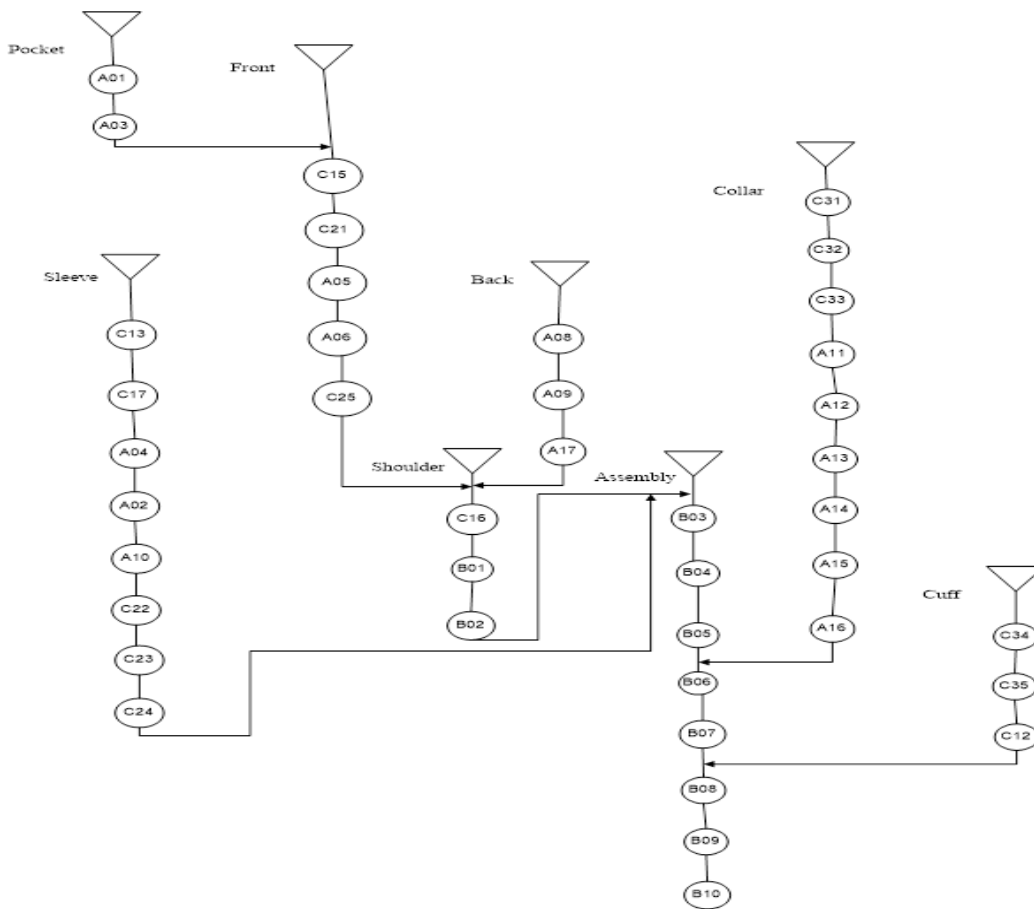 Pocket
A01
A03
Front
C15
C21
A05
A06
C25
Sleeve
C13
C17
A04
A02
A10
C22
C23
C24
Back
A08
A09
A17
Shoulder
C16
B01
B02
Assembly
B03
B04
B05
B06
B07
B08
B09
B10
Collar
C31
C32
C33
A11
A12
A13
A14
A15
A16
Cuff
C34
C35
C12